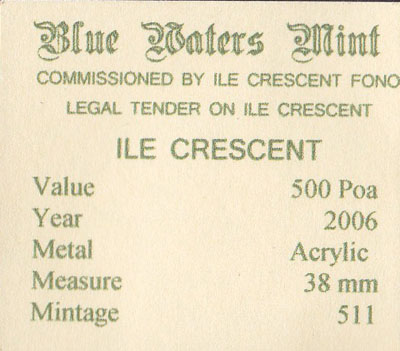 Blue Waters Mint
COMMISSIONED BY ILE CRESCENT FONO
LEGAL TENDER ON ILE CRESCENT
ILE CRESCENT
Value 500 Poa
Year 2006
Metal Acrylic
Measure 38 mm
Mintage 511